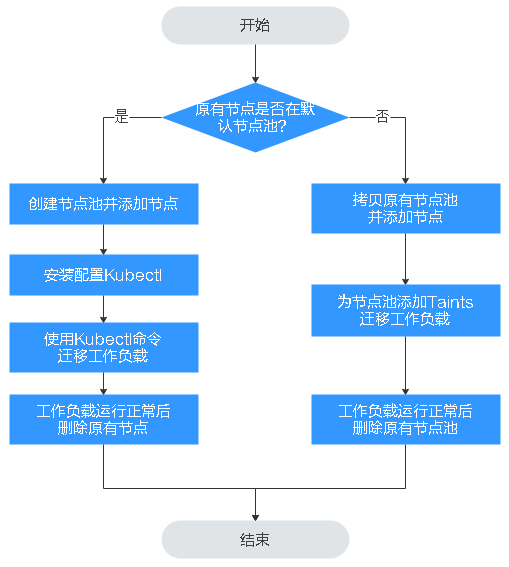 开始
原有节点是否在默
认节点池?
是
否
创建节点池并添加节点
安装配置Kubectl
使用Kubectl命令
迁移工作负载
工作负载运行正常后
删除原有节点
拷贝原有节点池
并添加节点
为节点池添加Taints
迁移工作负载
工作负载运行正常后
删除原有节点池
结束